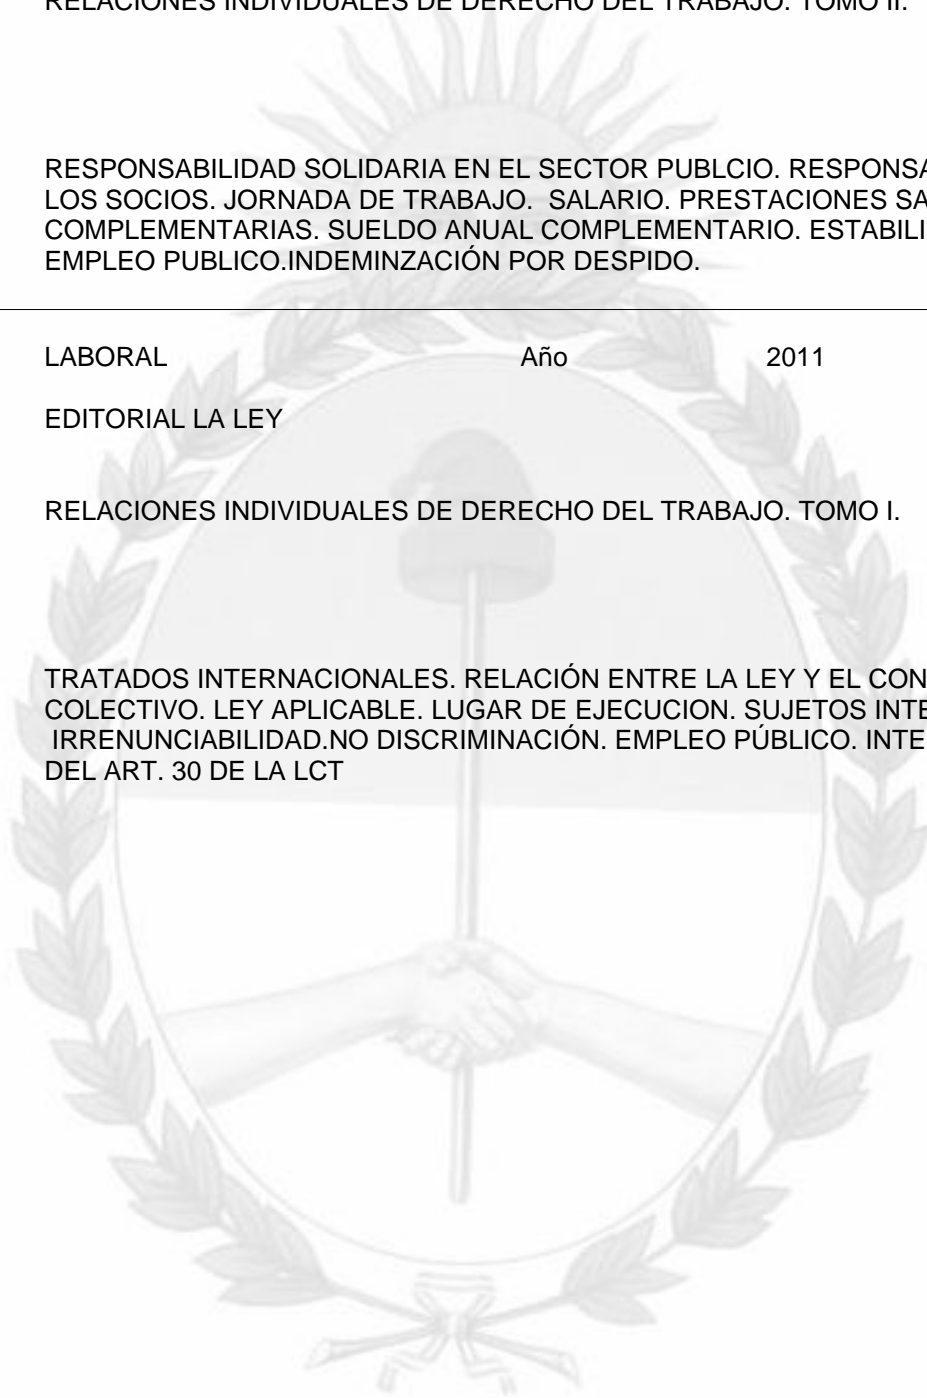 RELACIONES INDIVIDUALES DE DERECHO DEL TRABAJO. TOMO II.
RESPONSABILIDAD SOLIDARIA EN EL SECTOR PUBLCIO. RESPONSA
LOS SOCIOS. JORNADA DE TRABAJO.  SALARIO. PRESTACIONES SA
COMPLEMENTARIAS. SUELDO ANUAL COMPLEMENTARIO. ESTABILI
EMPLEO PUBLICO.INDEMINZACIÓN POR DESPIDO.
LABORAL Año 2011
EDITORIAL LA LEY
RELACIONES INDIVIDUALES DE DERECHO DEL TRABAJO. TOMO I.
TRATADOS INTERNACIONALES. RELACIÓN ENTRE LA LEY Y EL CON
COLECTIVO. LEY APLICABLE. LUGAR DE EJECUCION. SUJETOS INTE
IRRENUNCIABILIDAD.NO DISCRIMINACIÓN. EMPLEO PÚBLICO. INTE
DEL ART. 30 DE LA LCT